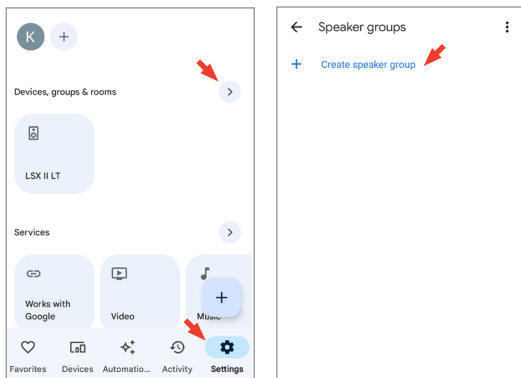 K
+
Devices, groups & rooms
LSX II LT
Services
Works with
Google
Video
Music
+
Favorites Devices Automatio... Activity Settings
Speaker groups
+ Create speaker group